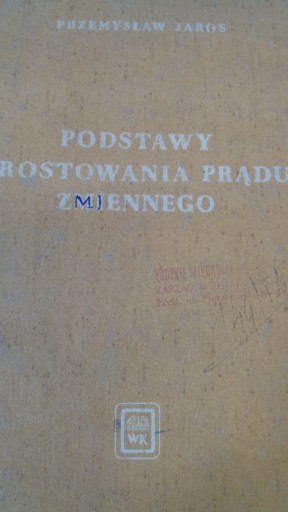 PRZEMYSŁAW JAROS
PODSTAWY
ROSTOWANIA PRĄDU
ZMIENNEGO
WK